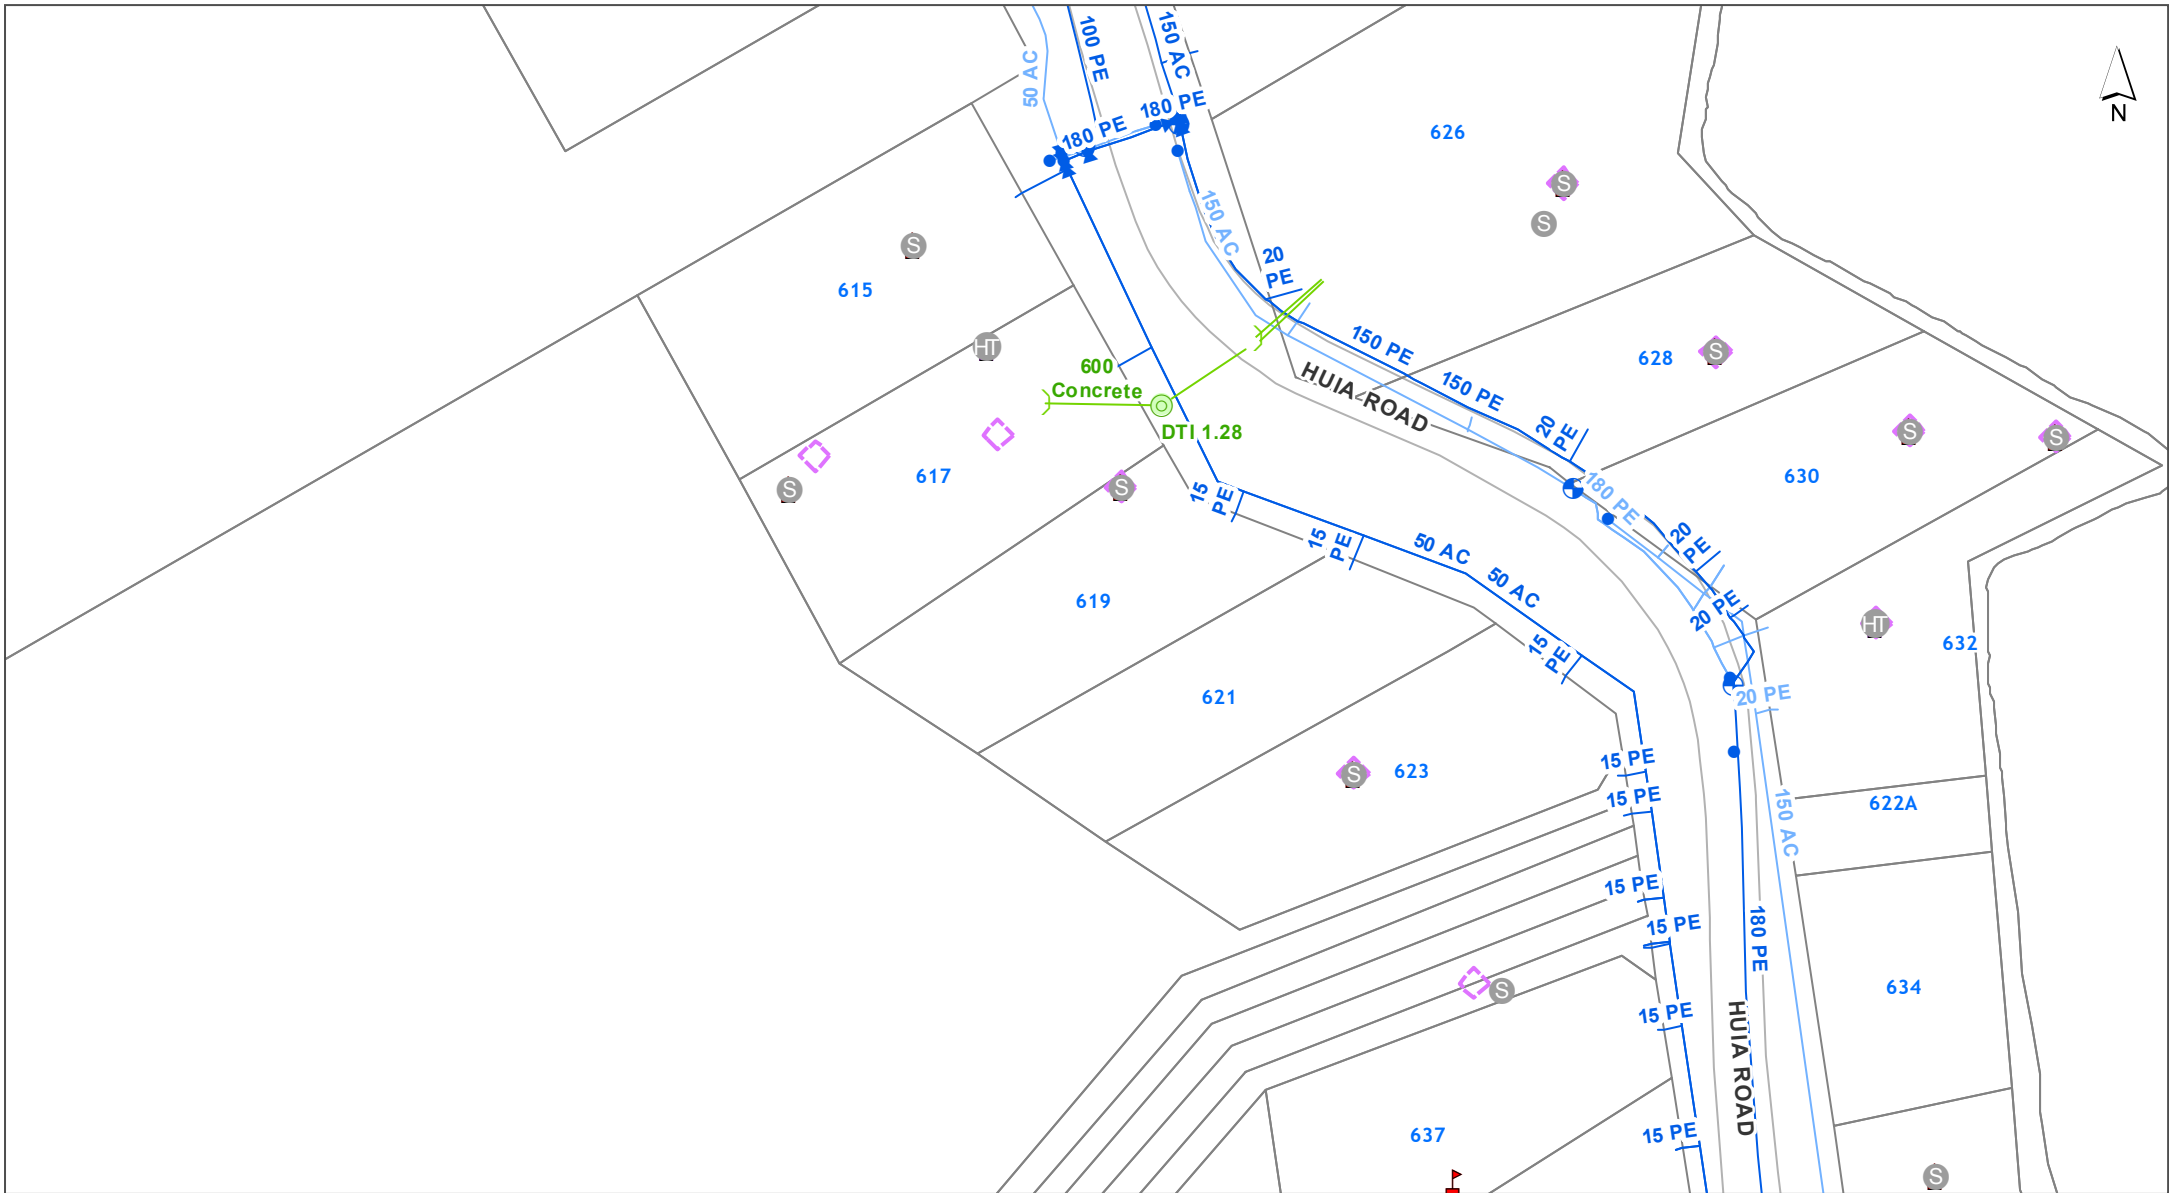 50 AC
100 PE
150 AC
180 PE
180 PE
N
626
S
S
150 AC
S
615
20
PE
HT
600
Concrete
DTI 1.28
150 PE
150 PE
HUIA ROAD
628
S
S
617
S
20
PE
630
S
S
15
PE
180 PE
15
PE
50 AC
50 AC
20
PE
619
20 PE
HT
632
15
PE
621
20 PE
S
623
15 PE
15 PE
150 AC
622A
15 PE
15 PE
180 PE
634
S
15 PE
HUIA ROAD
637
15 PE
S